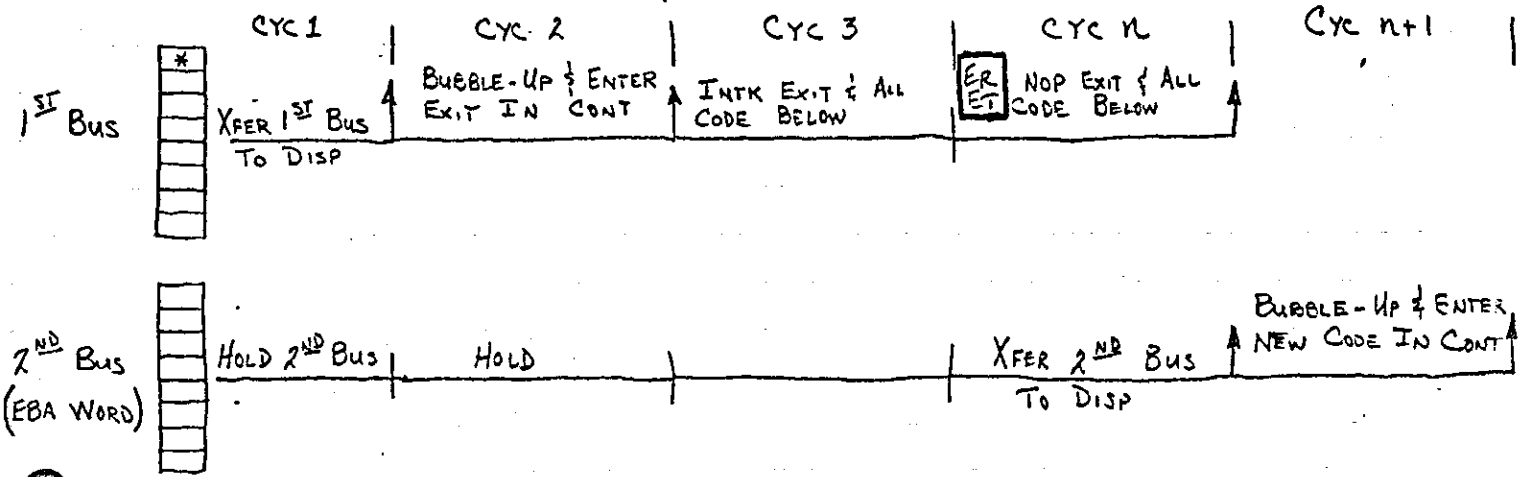 CYC 1 CYC. 2 CYC 3 CYC n CYC n+1
*
1ST Bus
XFER 1ST Bus
To DISP
BUBBLE-UP & ENTER
EXIT IN CONT
INTK EXIT & ALL
CODE BELOW
ER
ET
NOP EXIT & ALL
CODE BELOW
2ND Bus
(EBA WORD)
HOLD 2ND Bus
HOLD
XFER 2ND Bus
To DISP
BUBBLE-UP & ENTER
NEW CODE IN CONT